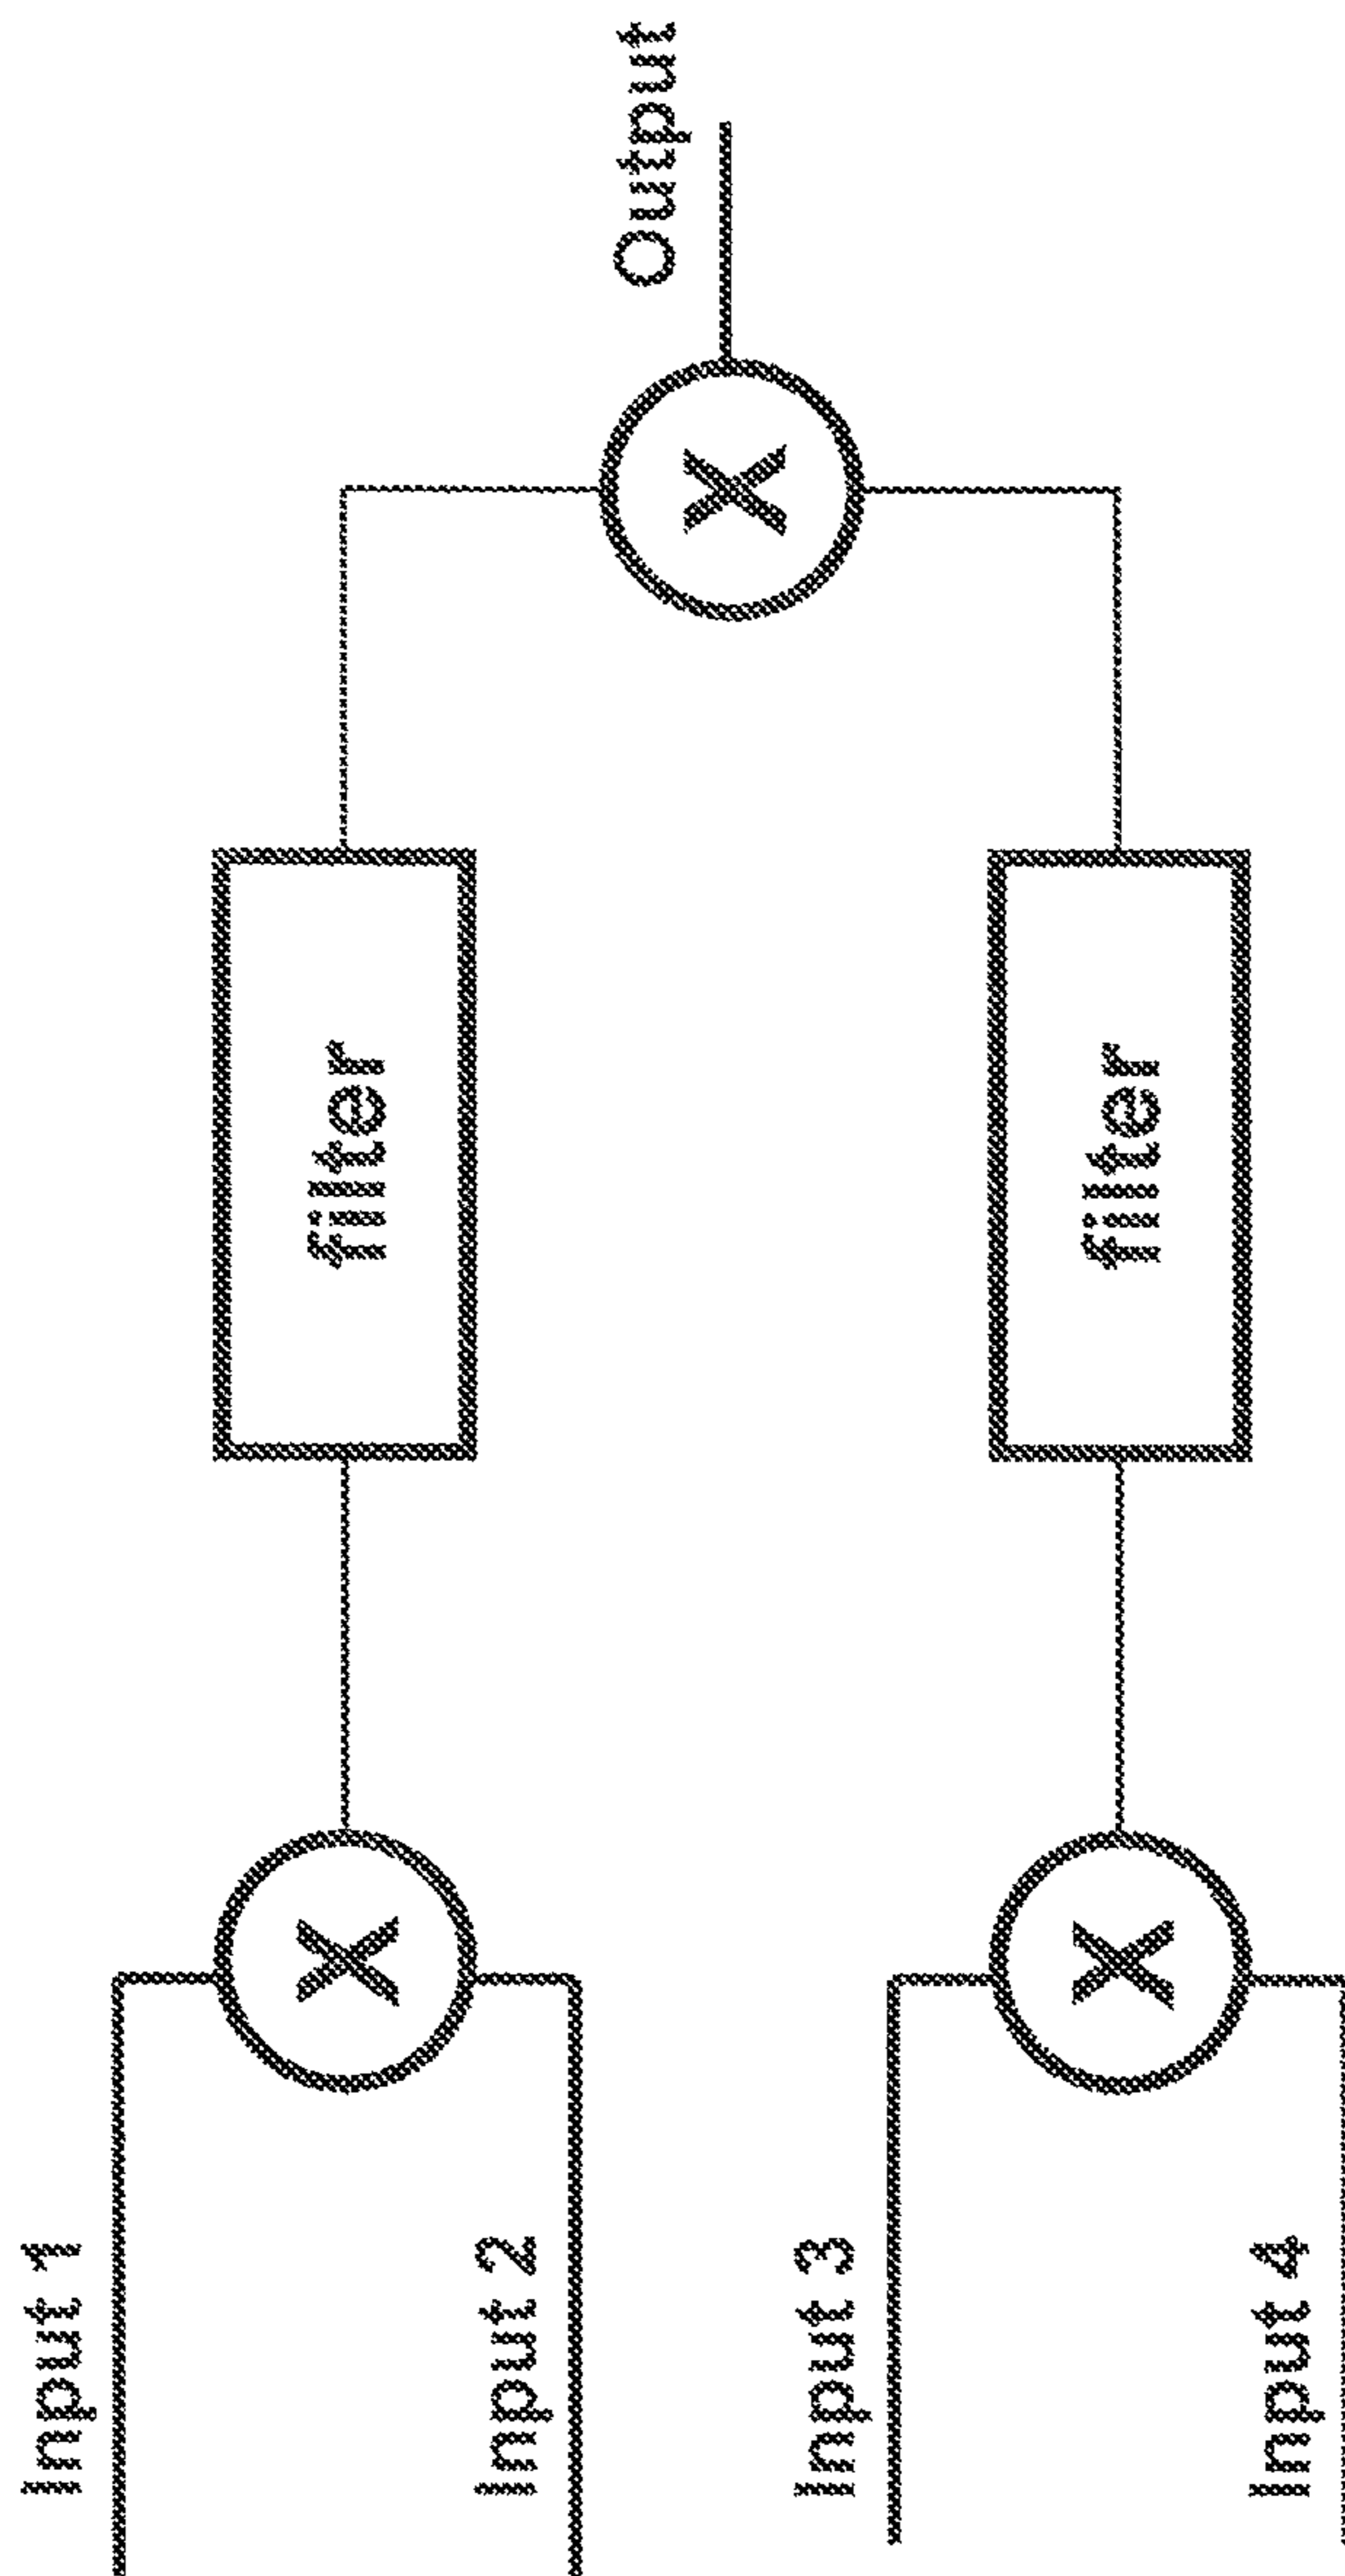 Input 1
Input 2
Input 3
Input 4
X
X
filter
filter
X
Output